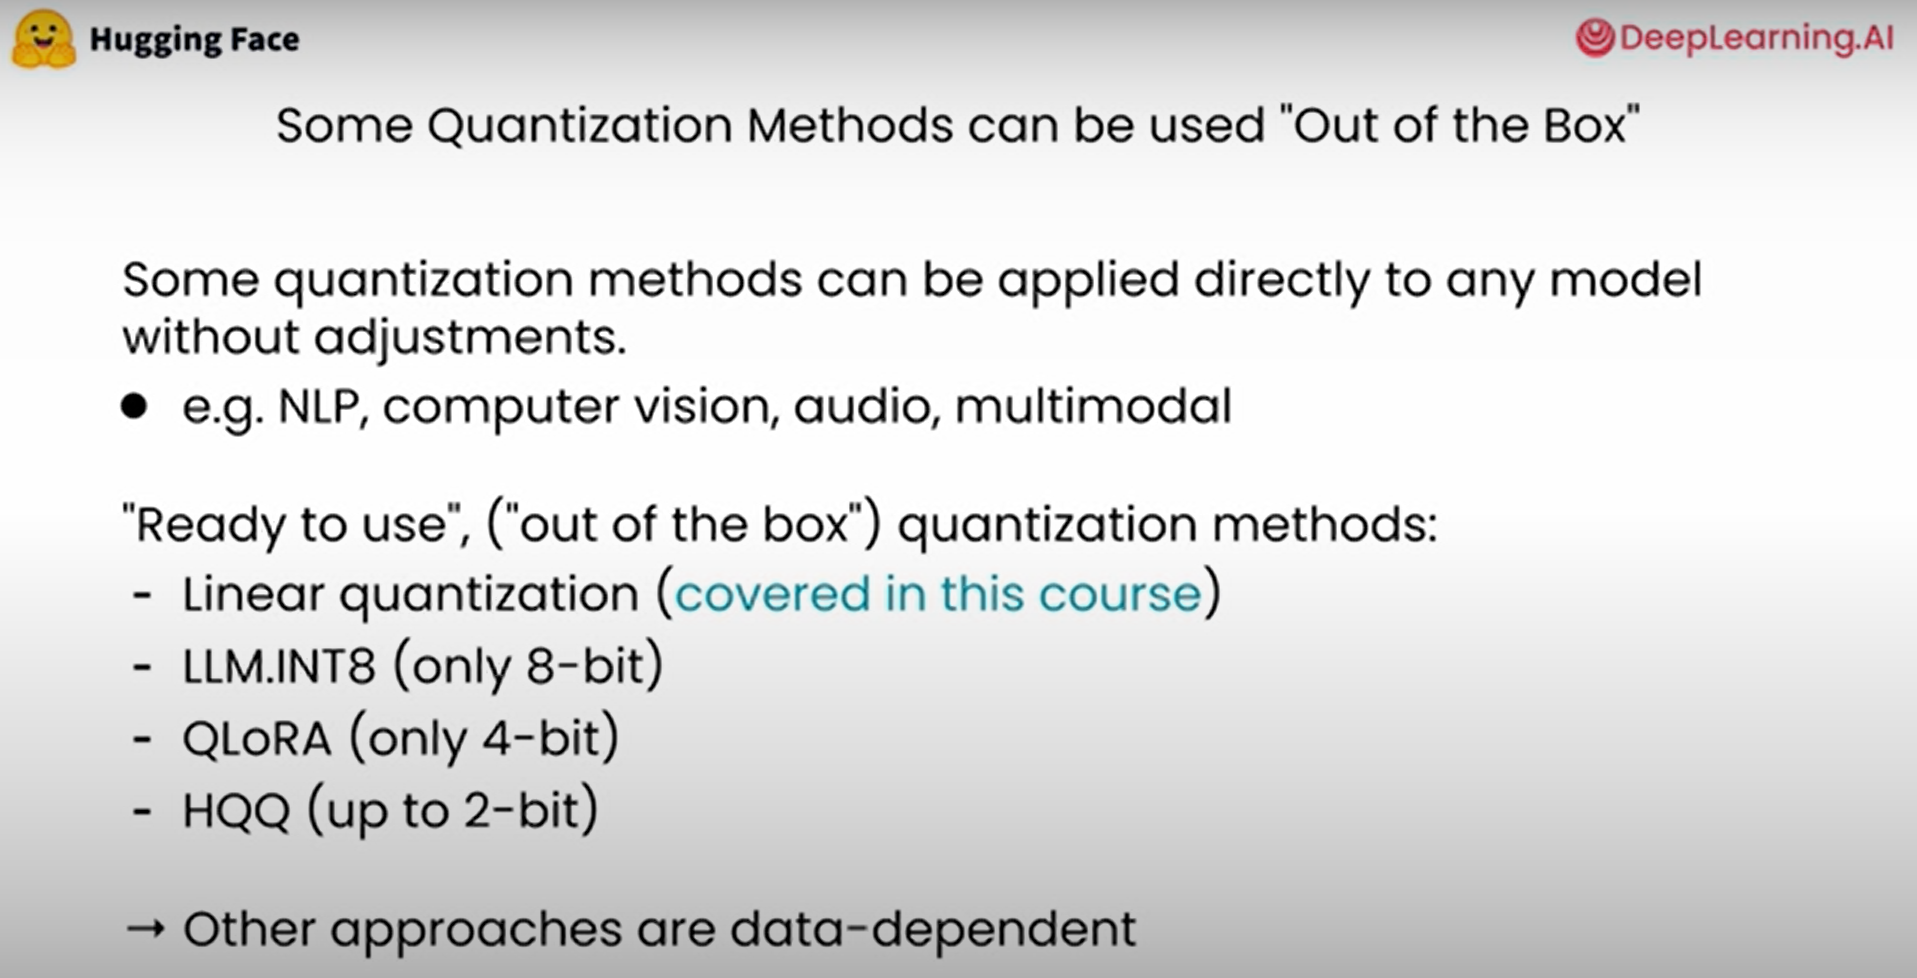 Hugging Face
DeepLearning.AI
Some Quantization Methods can be used "Out of the Box"
Some quantization methods can be applied directly to any model
without adjustments.
● e.g. NLP, computer vision, audio, multimodal
"Ready to use", ("out of the box") quantization methods:
- Linear quantization (covered in this course)
- LLM.INT8 (only 8-bit)
- QLoRA (only 4-bit)
- HQQ (up to 2-bit)
→ Other approaches are data-dependent